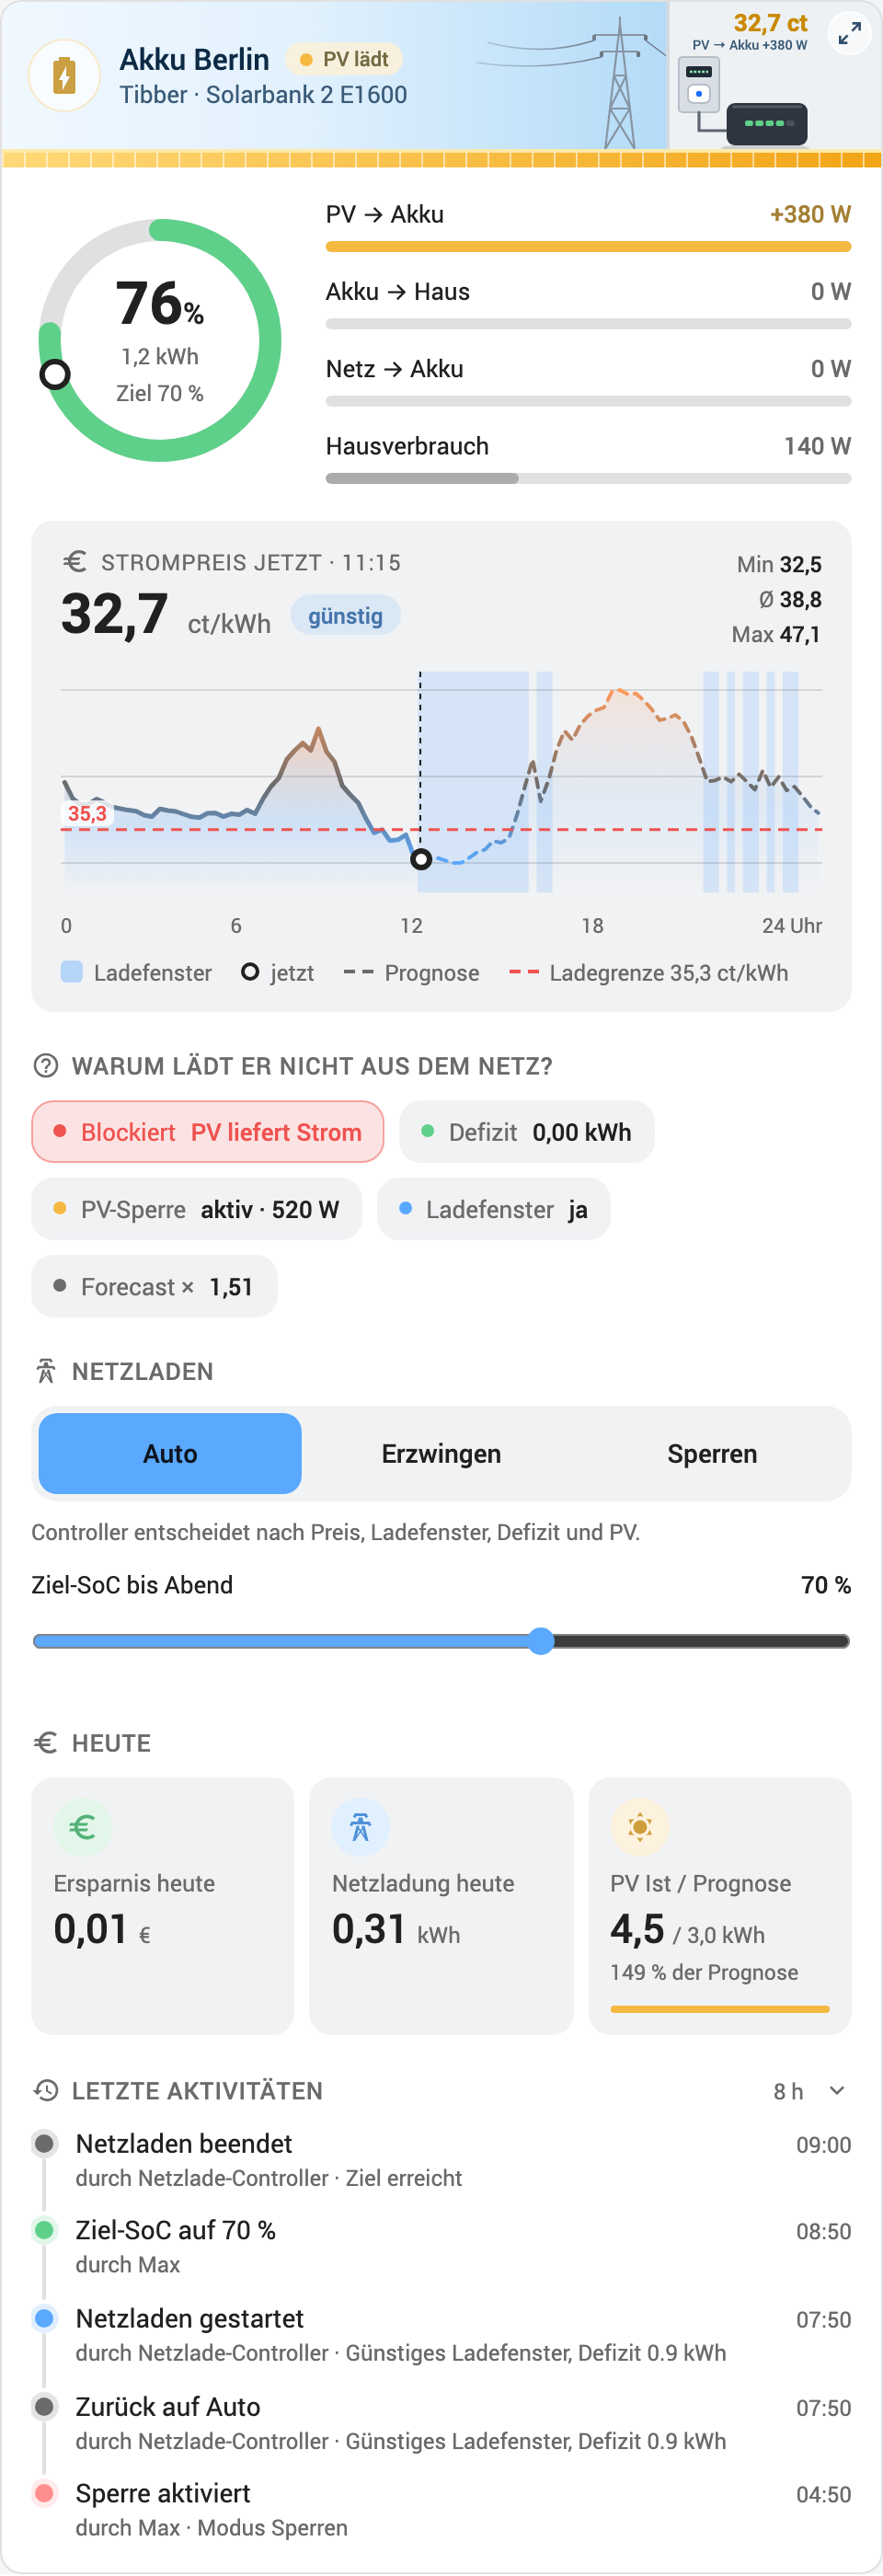 32,7 ct
Akku Berlin PV lädt
PV → Akku +380 W
Tibber · Solarbank 2 E1600
PV → Akku +380 W
76%
1,2 kWh
Ziel 70 %
Akku → Haus 0 W
Netz → Akku 0 W
Hausverbrauch 140 W
STROMPREIS JETZT · 11:15
32,7 ct/kWh günstig
Min 32,5
Ø 38,8
Max 47,1
35,3
0 6 12 18 24 Uhr
Ladefenster jetzt Prognose Ladegrenze 35,3 ct/kWh
WARUM LÄDT ER NICHT AUS DEM NETZ?
Blockiert PV liefert Strom Defizit 0,00 kWh
PV-Sperre aktiv · 520 W Ladefenster ja
Forecast × 1,51
NETZLADEN
Auto Erzwingen Sperren
Controller entscheidet nach Preis, Ladefenster, Defizit und PV.
Ziel-SoC bis Abend 70 %
HEUTE
Ersparnis heute
0,01 €
Netzladung heute
0,31 kWh
PV Ist / Prognose
4,5 / 3,0 kWh
149 % der Prognose
LETZTE AKTIVITÄTEN 8 h
Netzladen beendet 09:00
durch Netzlade-Controller · Ziel erreicht
Ziel-SoC auf 70 % 08:50
durch Max
Netzladen gestartet 07:50
durch Netzlade-Controller · Günstiges Ladefenster, Defizit 0.9 kWh
Zurück auf Auto 07:50
durch Netzlade-Controller · Günstiges Ladefenster, Defizit 0.9 kWh
Sperre aktiviert 04:50
durch Max · Modus Sperren